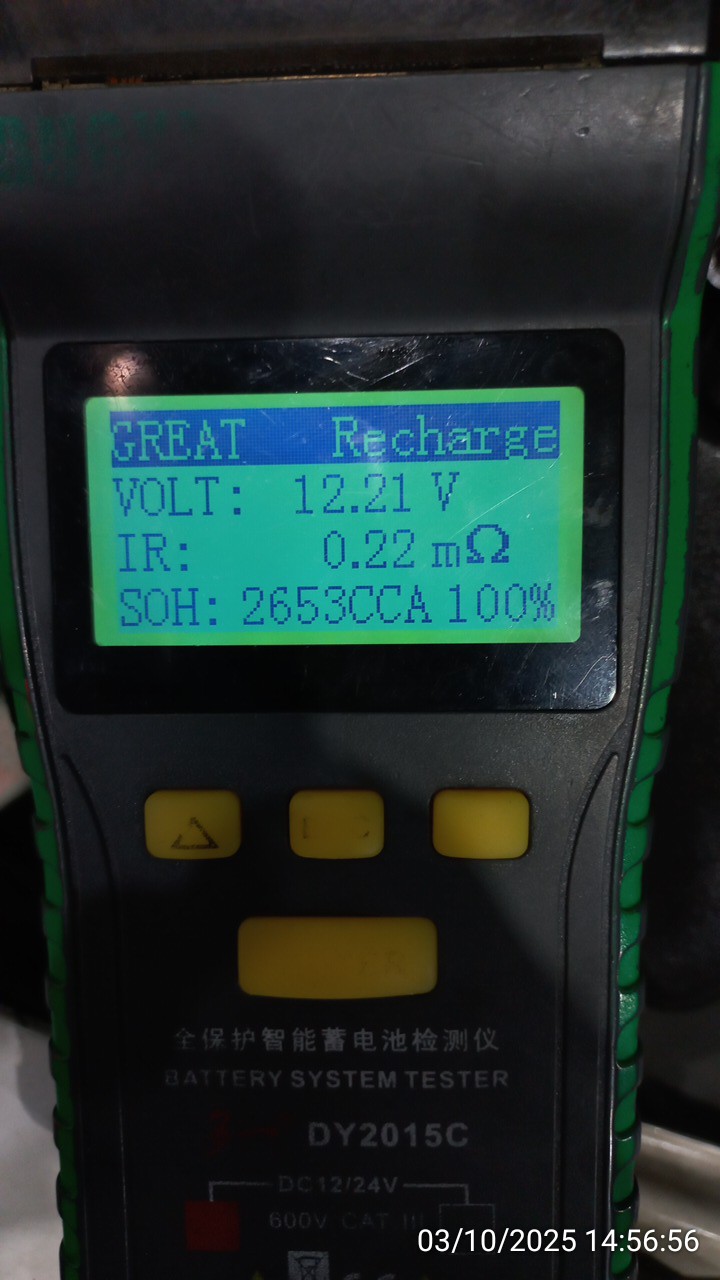 GREAT Recharge
VOLT: 12.21 V
IR: 0.22 mΩ
SOH: 2653CCA 100%
全保护智能蓄电池检测仪
BATTERY SYSTEM TESTER
DY2015C
DC12/24V
600V CAT III
03/10/2025 14:56:56